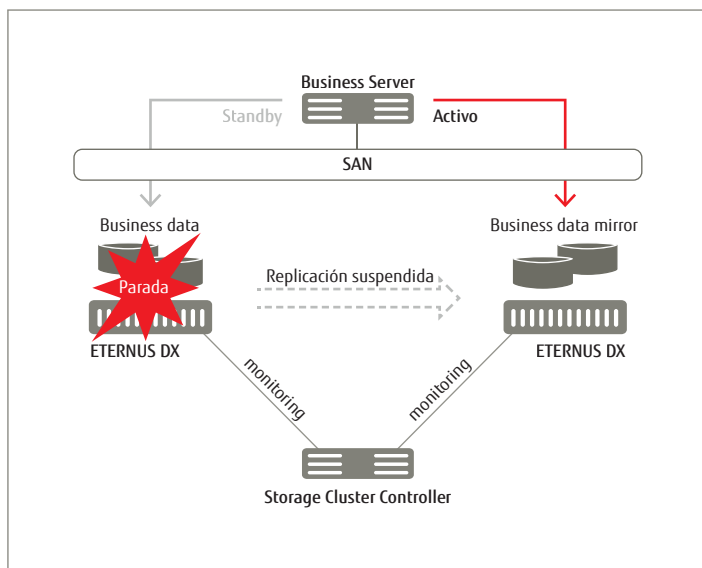 Business Server
Standby
Activo
SAN
Business data
Business data mirror
Parada
Replicación suspendida
ETERNUS DX
ETERNUS DX
monitoring
monitoring
Storage Cluster Controller